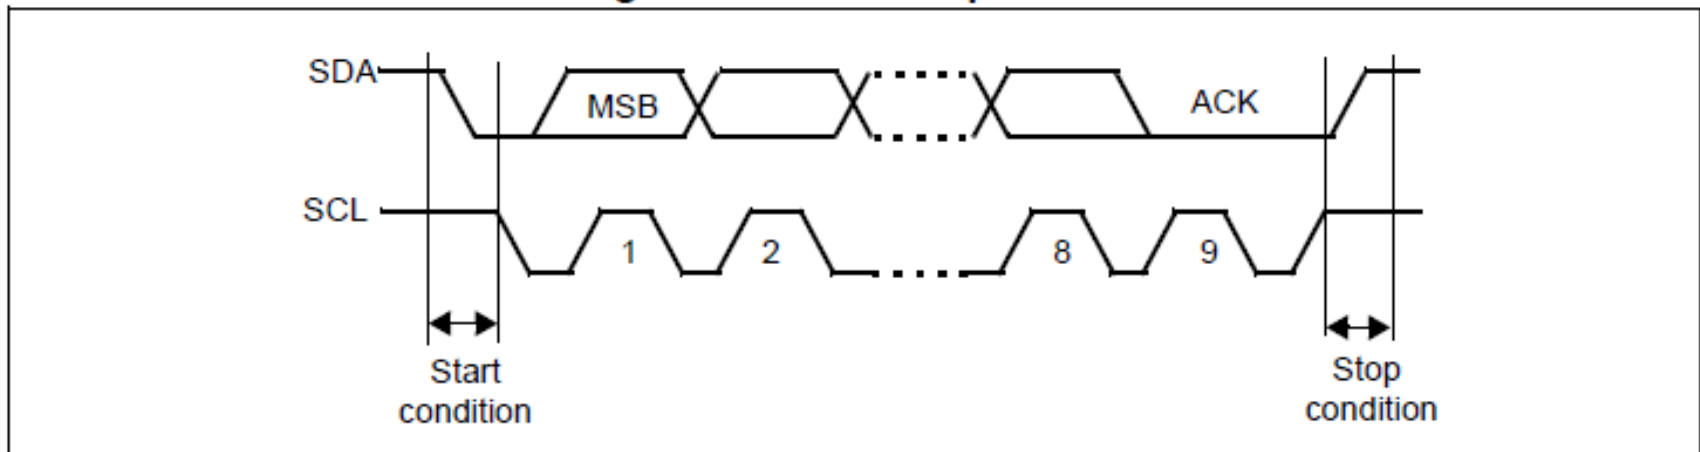 SDA
MSB
ACK
SCL
1
2
8
9
Start
condition
Stop
condition